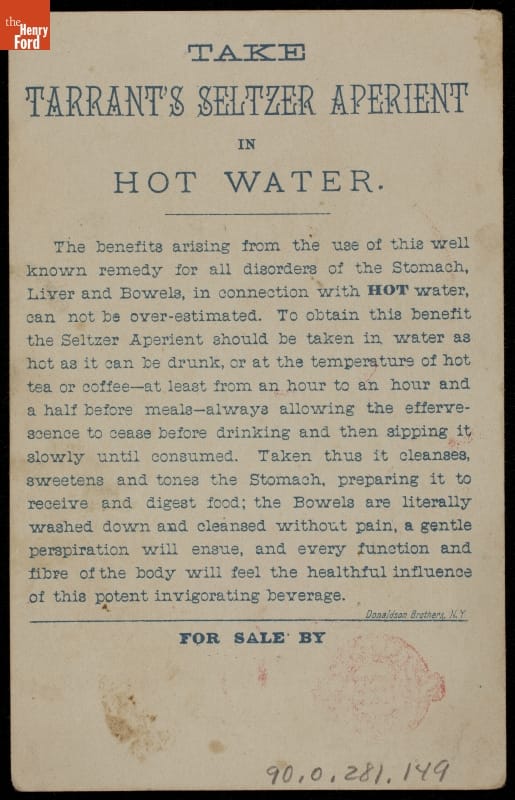 the
Henry
Ford
TAKE
TARRANT'S SELTZER APERIENT
IN
HOT WATER.
The benefits arising from the use of this well
known remedy for all disorders of the Stomach,
Liver and Bowels, in connection with HOT water,
can not be over-estimated. To obtain this benefit
the Seltzer Aperient should be taken in water as
hot as it can be drunk, or at the temperature of hot
tea or coffee—at least from an hour to an hour and
a half before meals—always allowing the efferve-
scence to cease before drinking and then sipping it
slowly until consumed. Taken thus it cleanses,
sweetens and tones the Stomach, preparing it to
receive and digest food; the Bowels are literally
washed down and cleansed without pain, a gentle
perspiration will ensue, and every function and
fibre of the body will feel the healthful influence
of this potent invigorating beverage.
Donaldson Brothers, N.Y.
FOR SALE BY
90.0.281.149